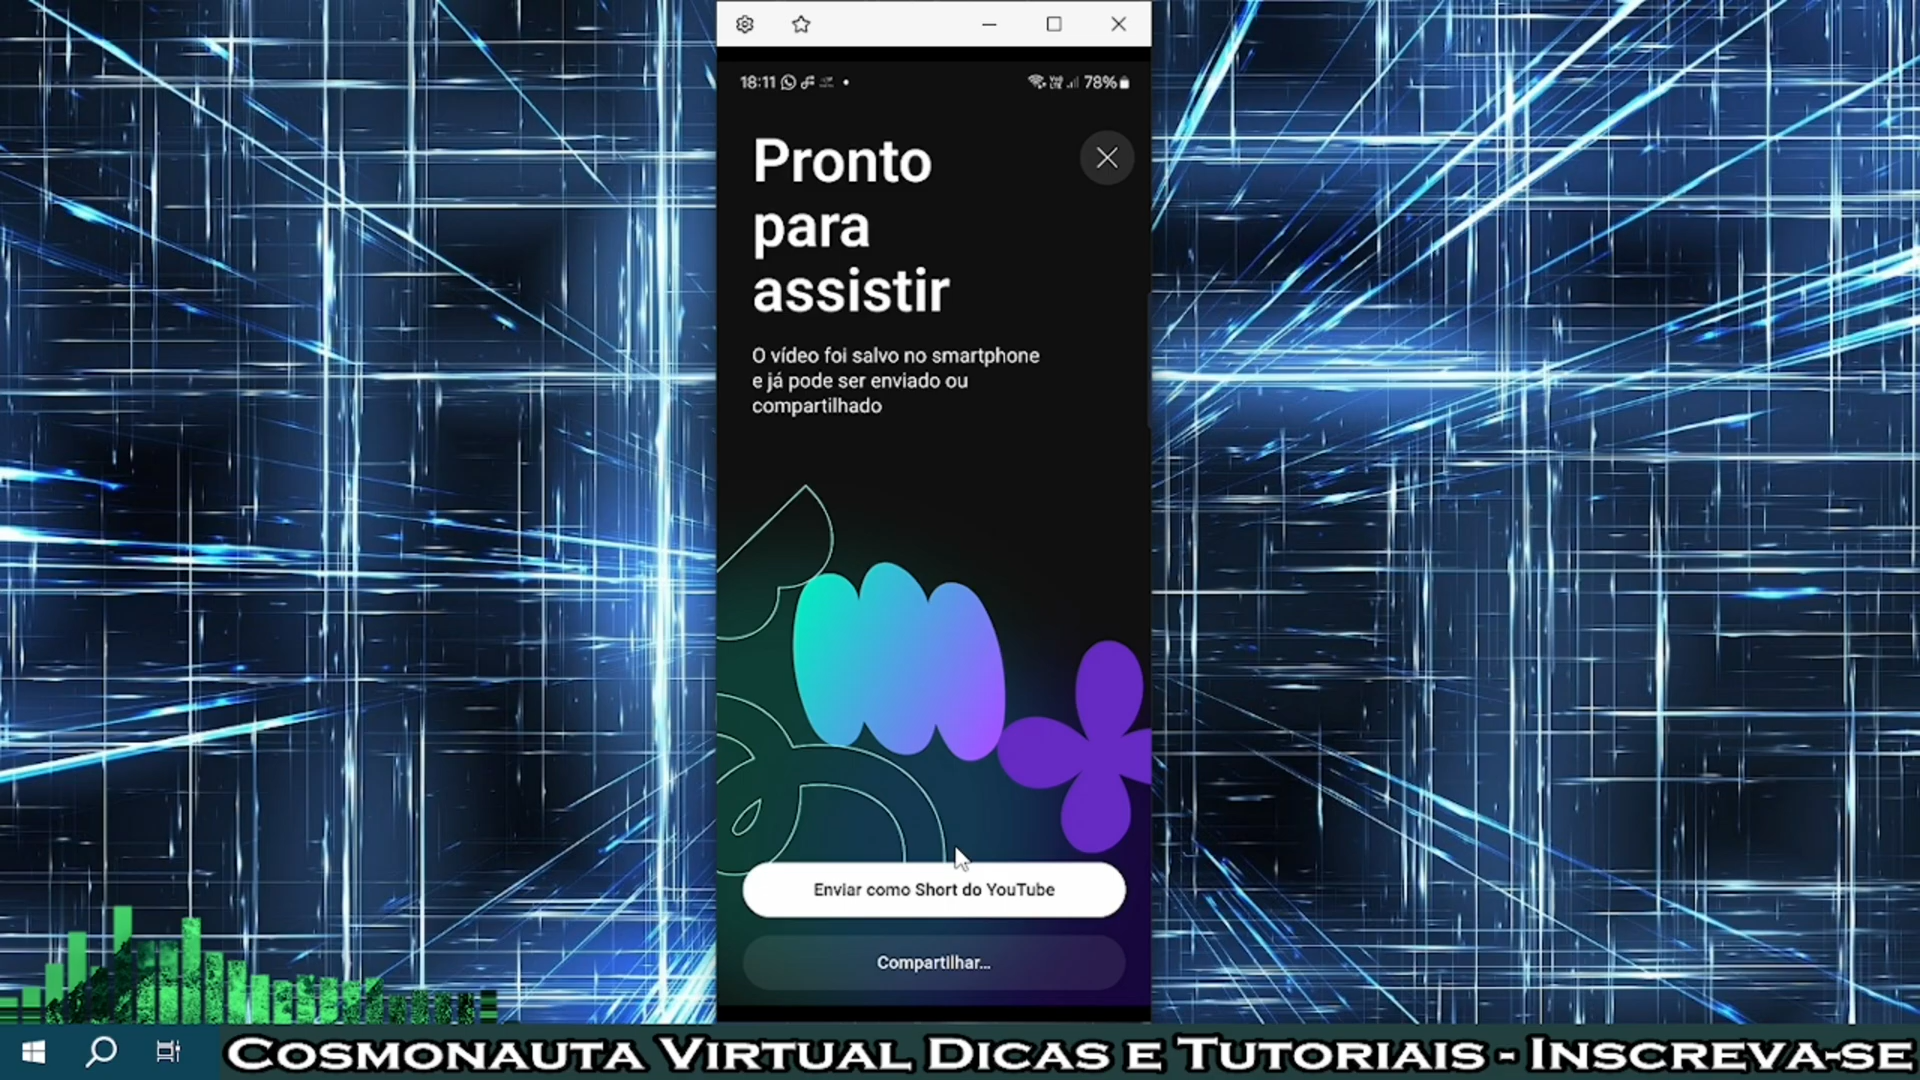 18:11
78%
Pronto
para
assistir
O vídeo foi salvo no smartphone
e já pode ser enviado ou
compartilhado
Enviar como Short do YouTube
Compartilhar...
Cosmonauta Virtual Dicas e Tutoriais - Inscreva-se